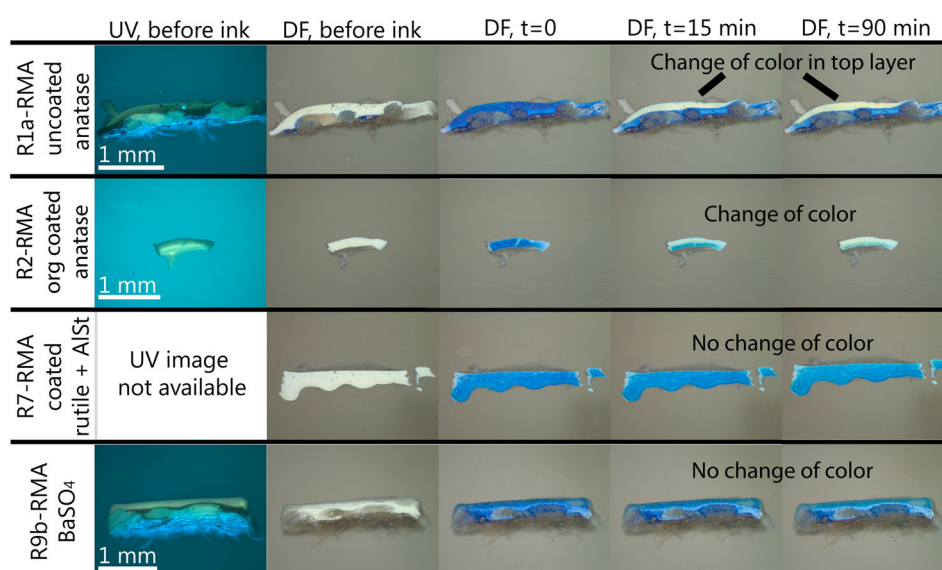 UV, before ink
DF, before ink
DF, t=0
DF, t=15 min
DF, t=90 min
R1a-RMA
uncoated
anatase
1 mm
Change of color in top layer
R2-RMA
org coated
anatase
1 mm
Change of color
R7-RMA
coated
rutile + AlSt
UV image
not available
No change of color
R9b-RMA
BaSO₄
1 mm
No change of color